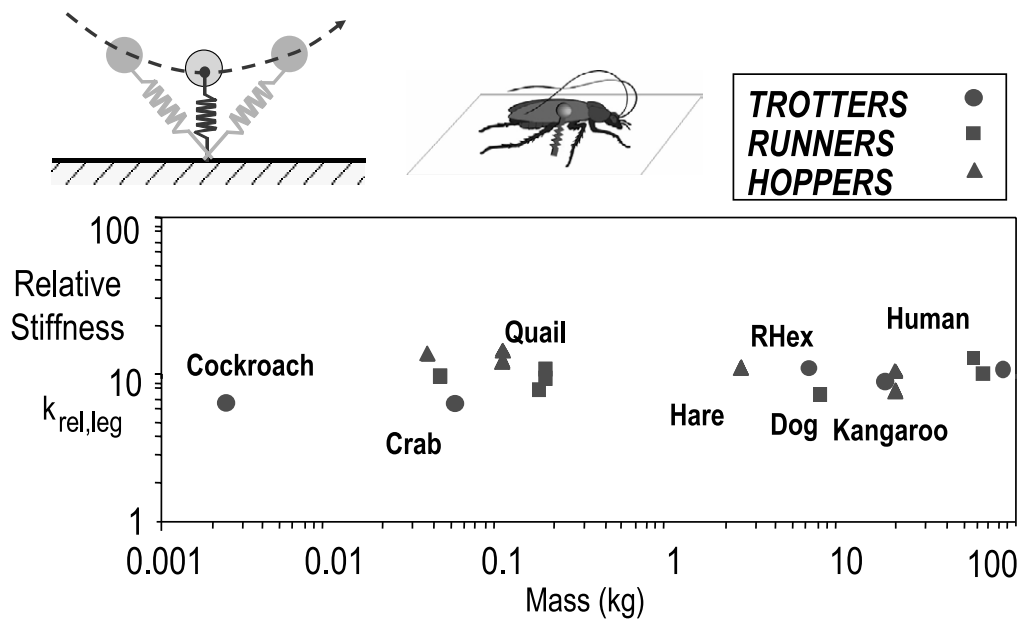 TROTTERS
RUNNERS
HOPPERS
100
Relative
Stiffness
k rel,leg
10
1
Cockroach
Crab
Quail
Hare
RHex
Dog
Human
Kangaroo
0.001 0.01 0.1 1 10 100
Mass (kg)